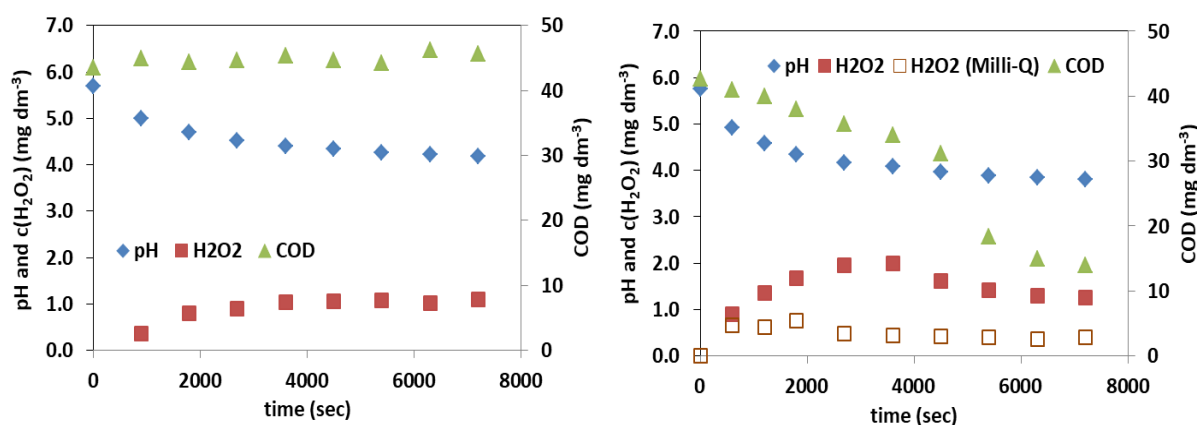 7.0
6.0
5.0
4.0
3.0
2.0
1.0
0.0
pH and c(H₂O₂) (mg dm⁻³)
50
40
30
20
10
0
COD (mg dm⁻³)
pH H2O2 COD
0 2000 4000 6000 8000
time (sec)
7.0
6.0
5.0
4.0
3.0
2.0
1.0
0.0
pH and c(H₂O₂) (mg dm⁻³)
50
40
30
20
10
0
COD (mg dm⁻³)
pH H2O2 H2O2 (Milli-Q) COD
0 2000 4000 6000 8000
time (sec)